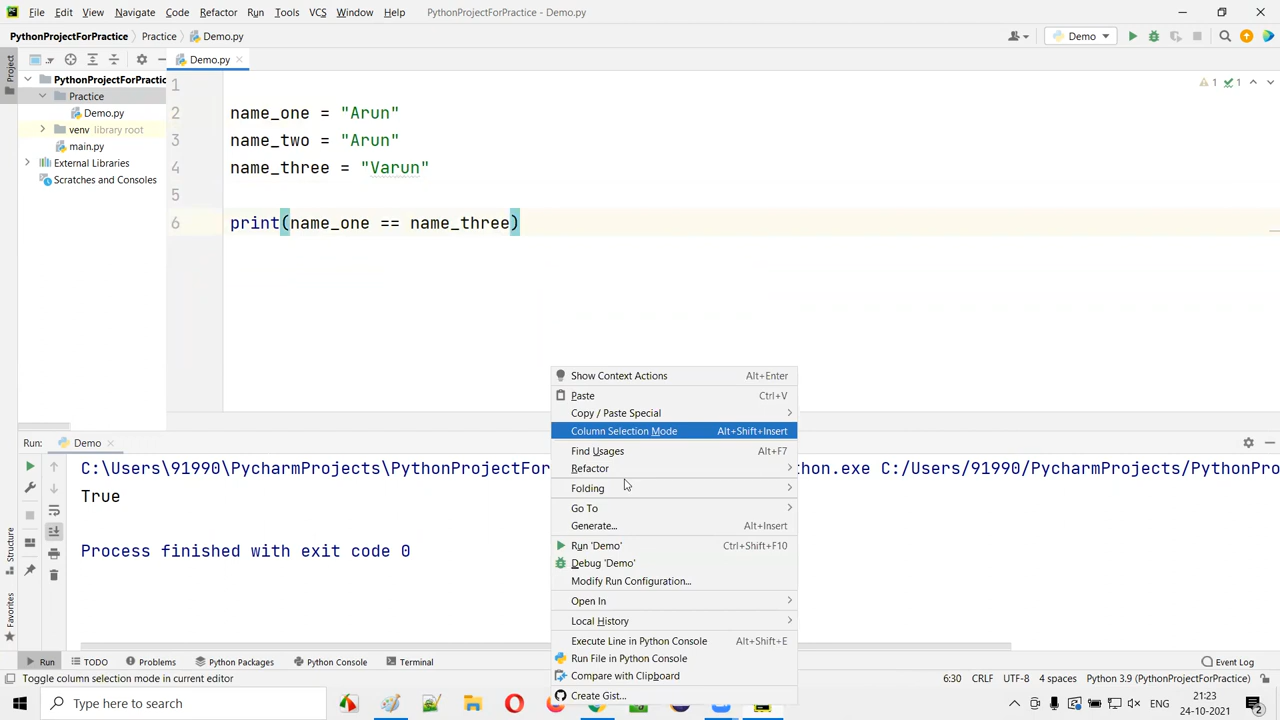 File Edit View Navigate Code Refactor Run Tools VCS Window Help PythonProjectForPractice - Demo.py
PythonProjectForPractice Practice Demo.py Demo
Project
Demo.py
PythonProjectForPractic
Practice
Demo.py
venv library root
main.py
External Libraries
Scratches and Consoles
1
2 name_one = "Arun"
3 name_two = "Arun"
4 name_three = "Varun"
5
6 print(name_one == name_three)
1 1
Show Context Actions Alt+Enter
Paste Ctrl+V
Copy / Paste Special
Column Selection Mode Alt+Shift+Insert
Find Usages Alt+F7
Refactor
Folding
Go To
Generate... Alt+Insert
Run 'Demo' Ctrl+Shift+F10
Debug 'Demo'
Modify Run Configuration...
Open In
Local History
Execute Line in Python Console Alt+Shift+E
Run File in Python Console
Compare with Clipboard
Create Gist...
Run: Demo
C:\Users\91990\PycharmProjects\PythonProjectFor thon.exe C:/Users/91990/PycharmProjects/PythonPro
True
Process finished with exit code 0
Structure
Favorites
Run TODO Problems Python Packages Python Console Terminal Event Log
Toggle column selection mode in current editor 6:30 CRLF UTF-8 4 spaces Python 3.9 (PythonProjectForPractice)
Type here to search ENG 21:23
24-10-2021 2